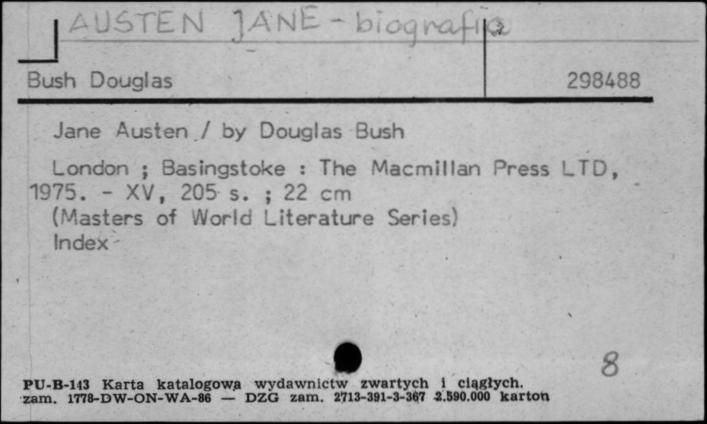 AUSTEN JANE - biografia
Bush Douglas 298488
Jane Austen / by Douglas Bush
London ; Basingstoke : The Macmillan Press LTD,
1975. - XV, 205 s. ; 22 cm
(Masters of World Literature Series)
Index
8
PU-B-143 Karta katalogowa wydawnictw zwartych i ciągłych.
zam. 1778-DW-ON-WA-86 — DZG zam. 2713-391-3-367 2.590.000 karton